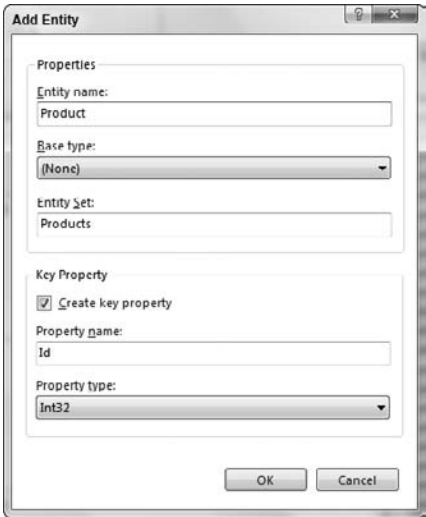 Add Entity
Properties
Entity name:
Product
Base type:
(None)
Entity Set:
Products
Key Property
Create key property
Property name:
Id
Property type:
Int32
OK Cancel